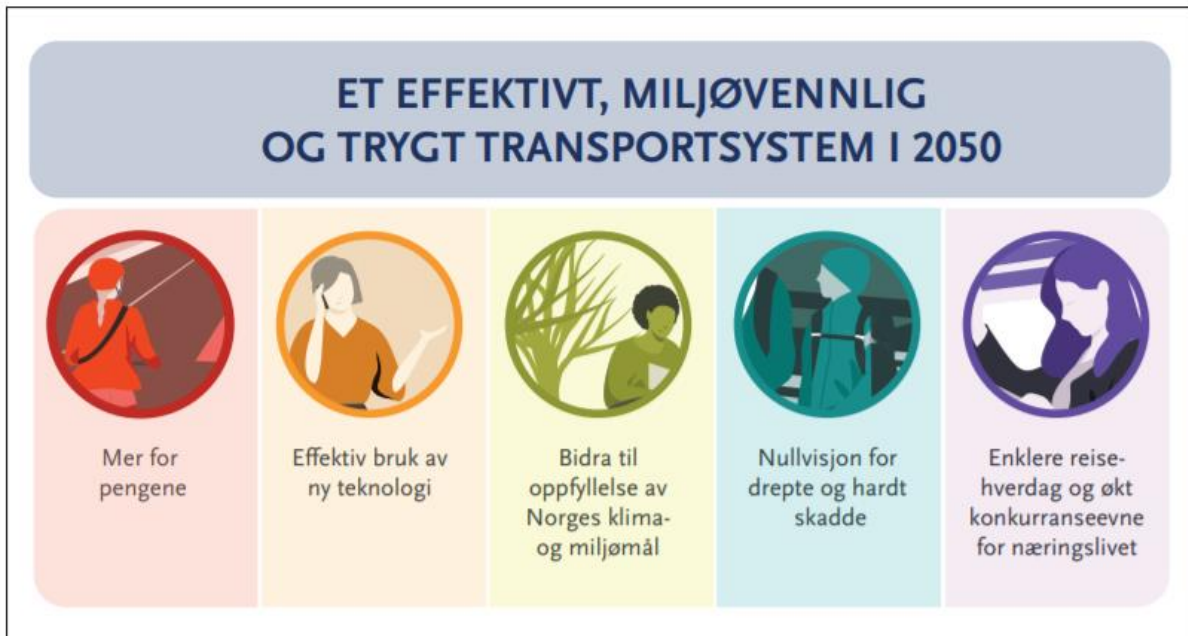 ET EFFEKTIVT, MILJØVENNLIG
OG TRYGT TRANSPORTSYSTEM I 2050
Mer for
pengene
Effektiv bruk av
ny teknologi
Bidra til
oppfyllelse av
Norges klima-
og miljømål
Nullvisjon for
drepte og hardt
skadde
Enklere reise-
hverdag og økt
konkurranseevne
for næringslivet